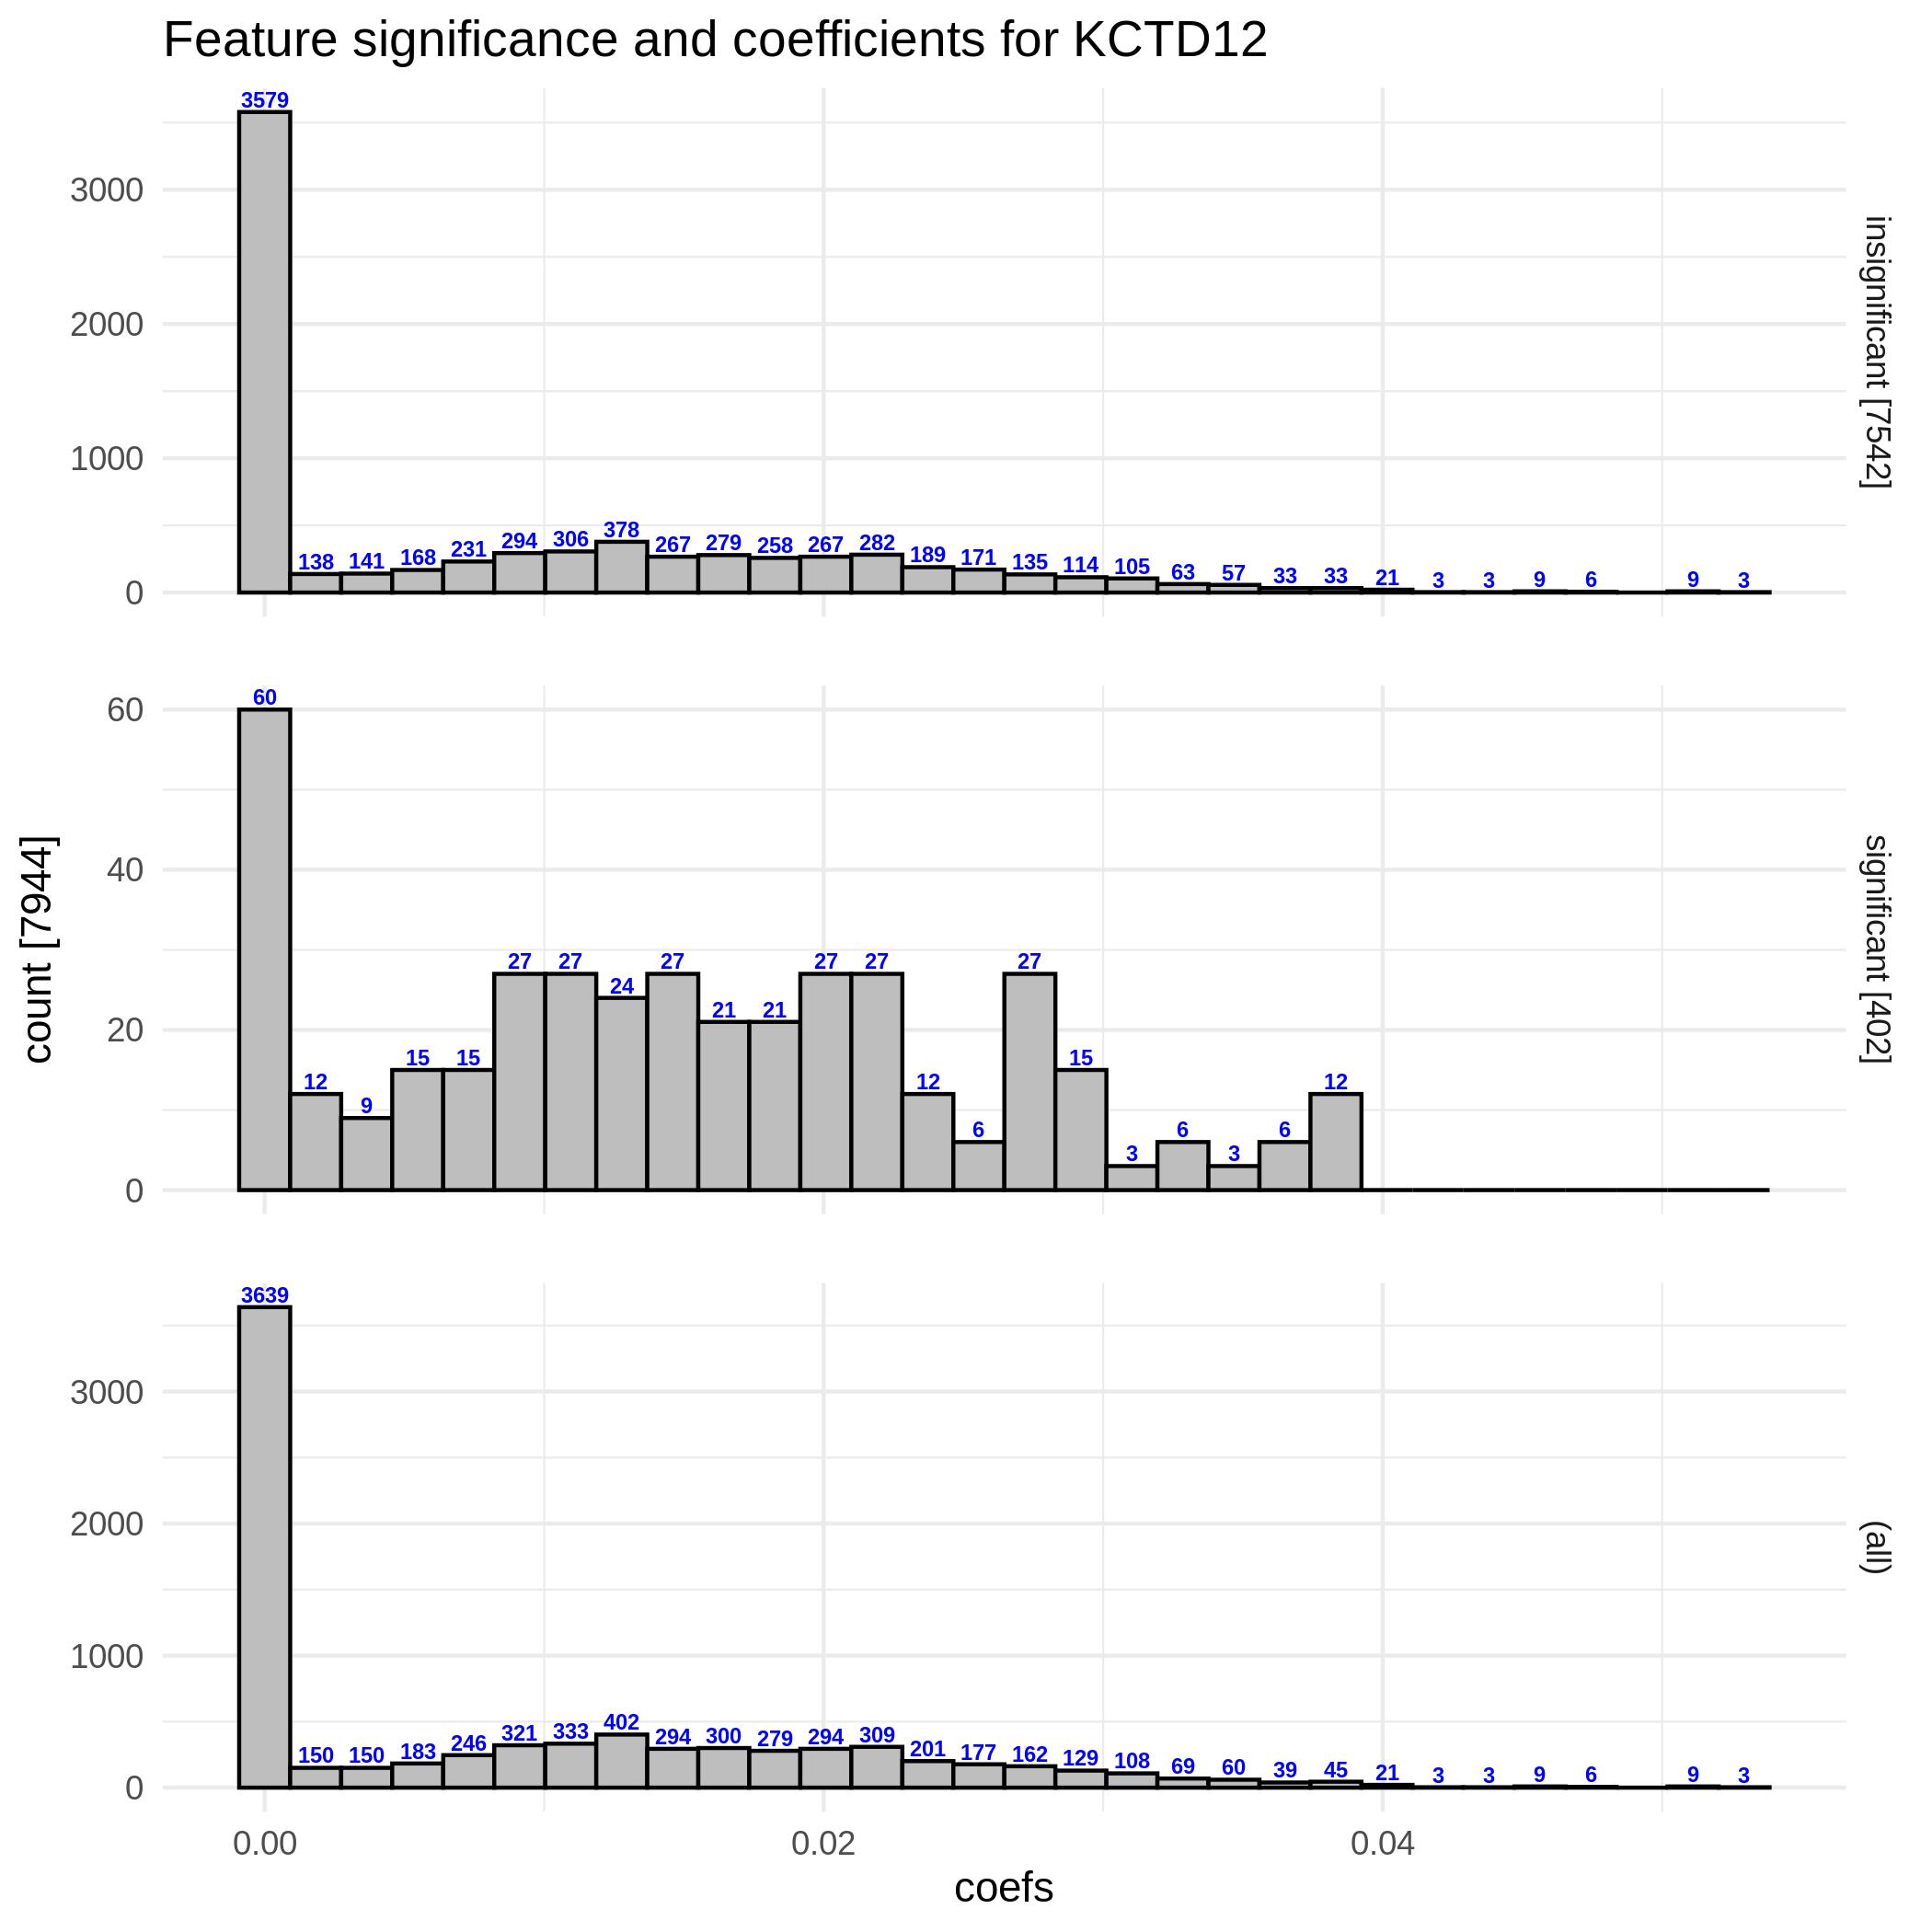 Feature significance and coefficients for KCTD12
3579
3000
2000
1000
0
138 141 168 231 294 306 378 267 279 258 267 282 189 171 135 114 105 63 57 33 33 21 3 3 9 6 9 3
insignificant [7542]
count [7944]
60
60
40
20
0
12 9 15 15 27 27 24 27 21 21 27 27 12 6 27 15 3 6 3 6 12
significant [402]
3639
3000
2000
1000
0
150 150 183 246 321 333 402 294 300 279 294 309 201 177 162 129 108 69 60 39 45 21 3 3 9 6 9 3
(all)
0.00 0.02 0.04
coefs